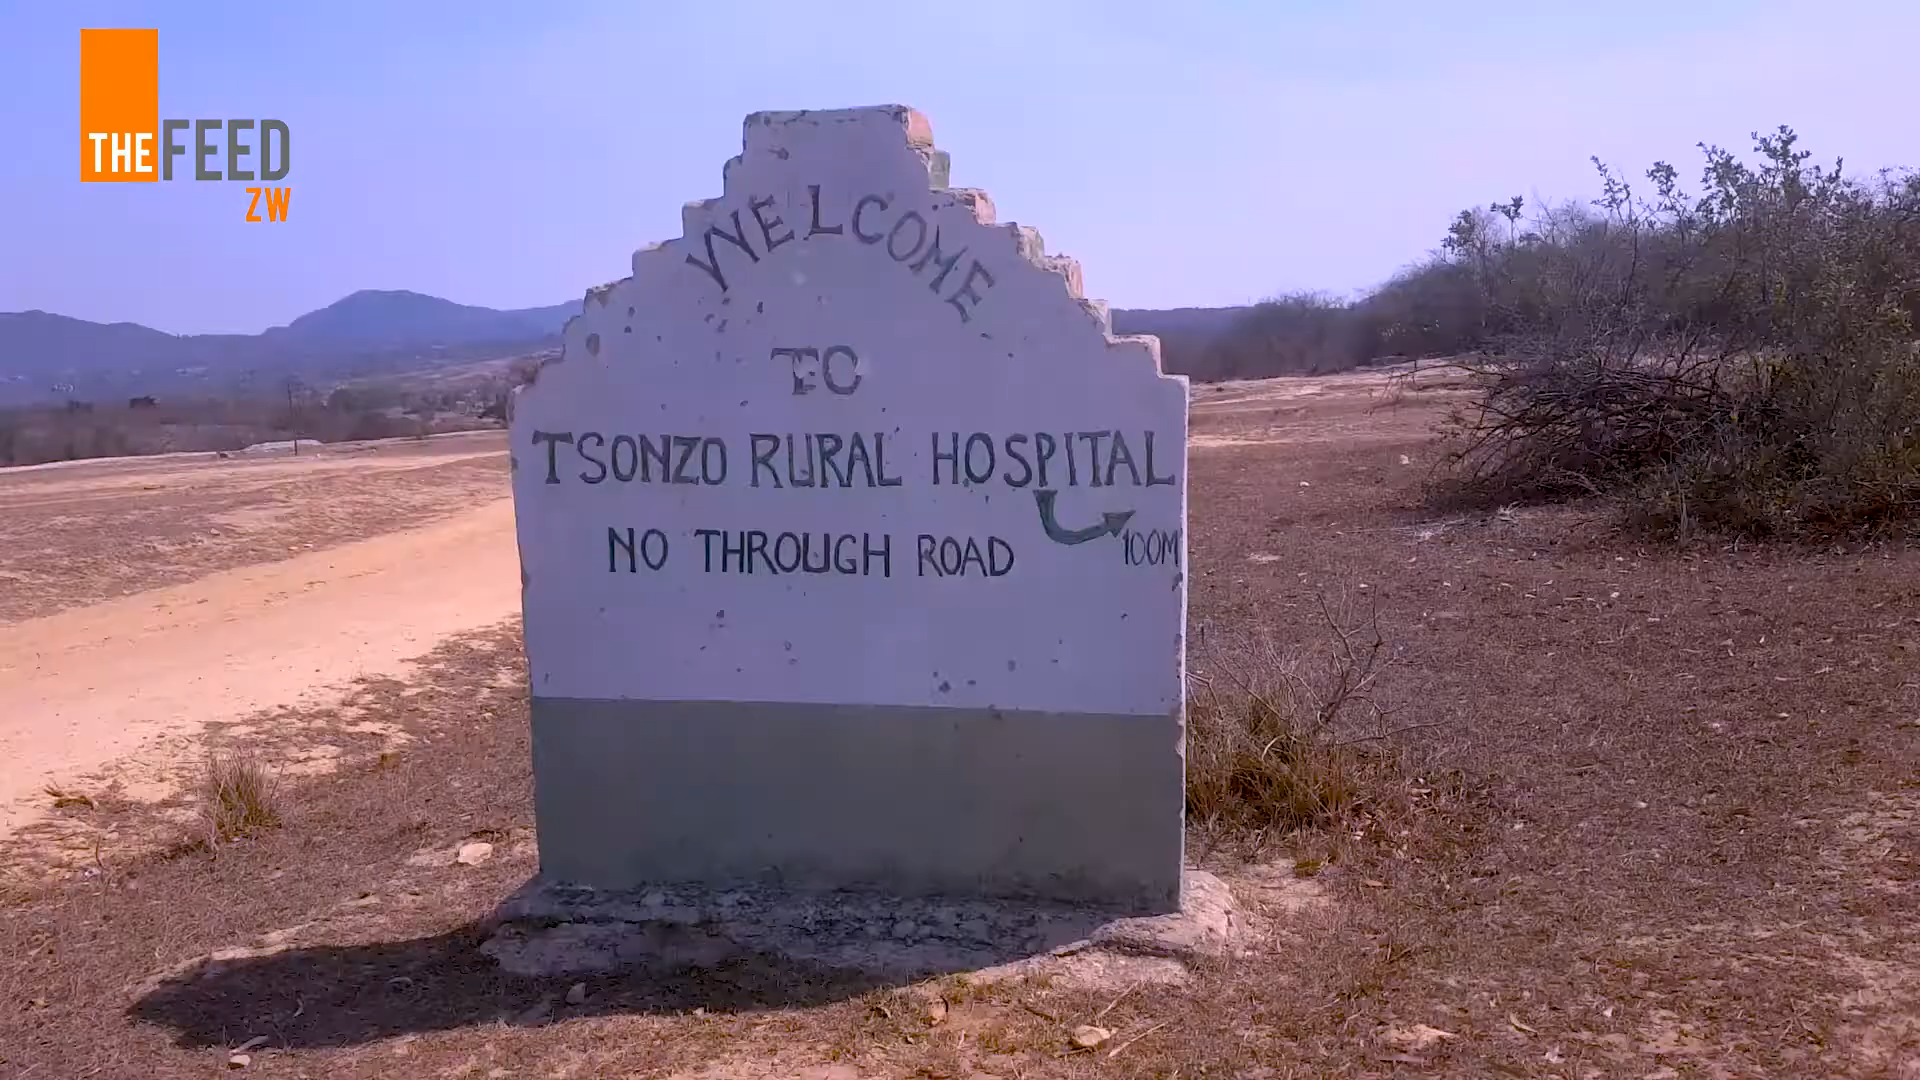 THE FEED
ZW
WELCOME
TO
TSONZO RURAL HOSPITAL
NO THROUGH ROAD
100M